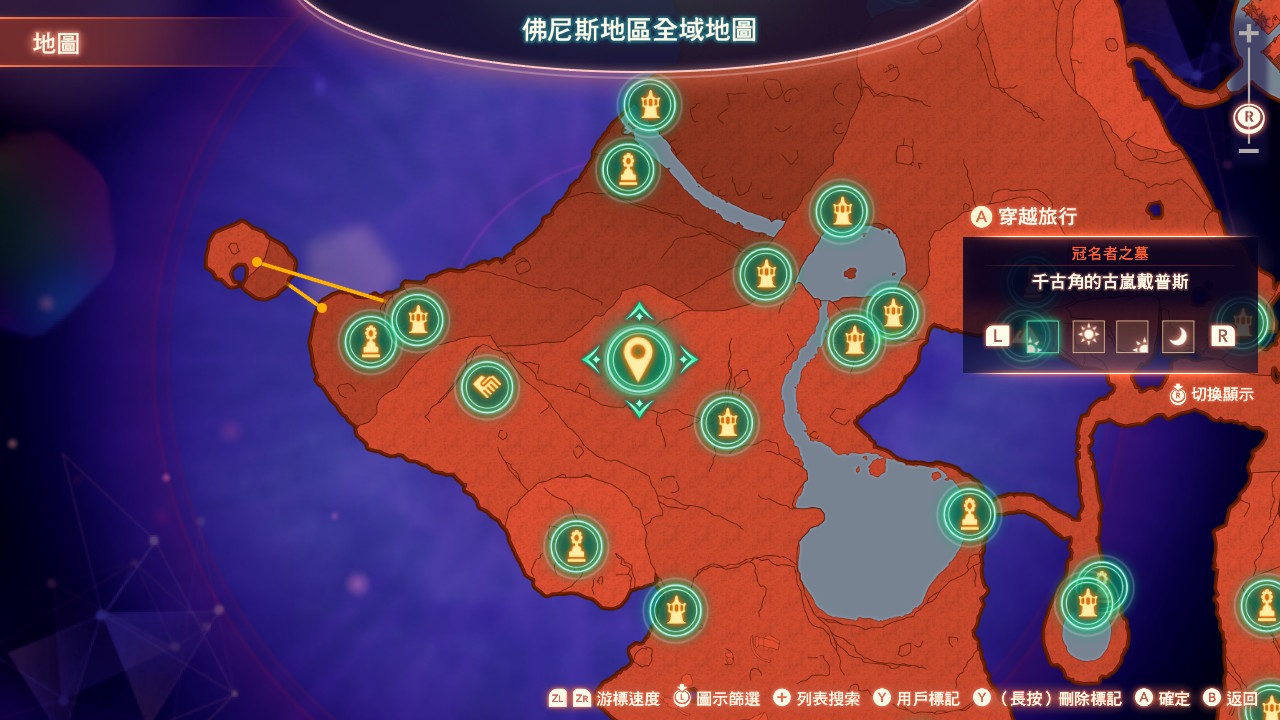 佛尼斯地區全域地圖
地圖
R
A 穿越旅行
冠名者之墓
千古角的古嵐戴普斯
L R
R 切換顯示
ZL ZR 游標速度 L 圖示篩選 列表搜索 Y 用戶標記 Y （長按）刪除標記 A 確定 B 返回